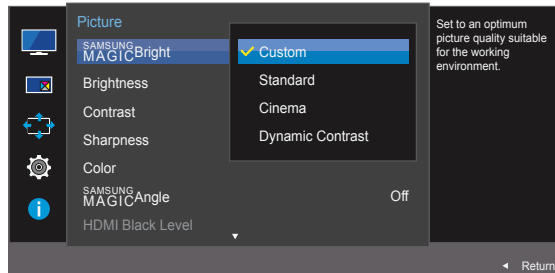 Picture
SAMSUNG
MAGICBright
Brightness
Contrast
Sharpness
Color
SAMSUNG
MAGICAngle
Off
HDMI Black Level
Custom
Standard
Cinema
Dynamic Contrast
Set to an optimum
picture quality suitable
for the working
environment.
Return